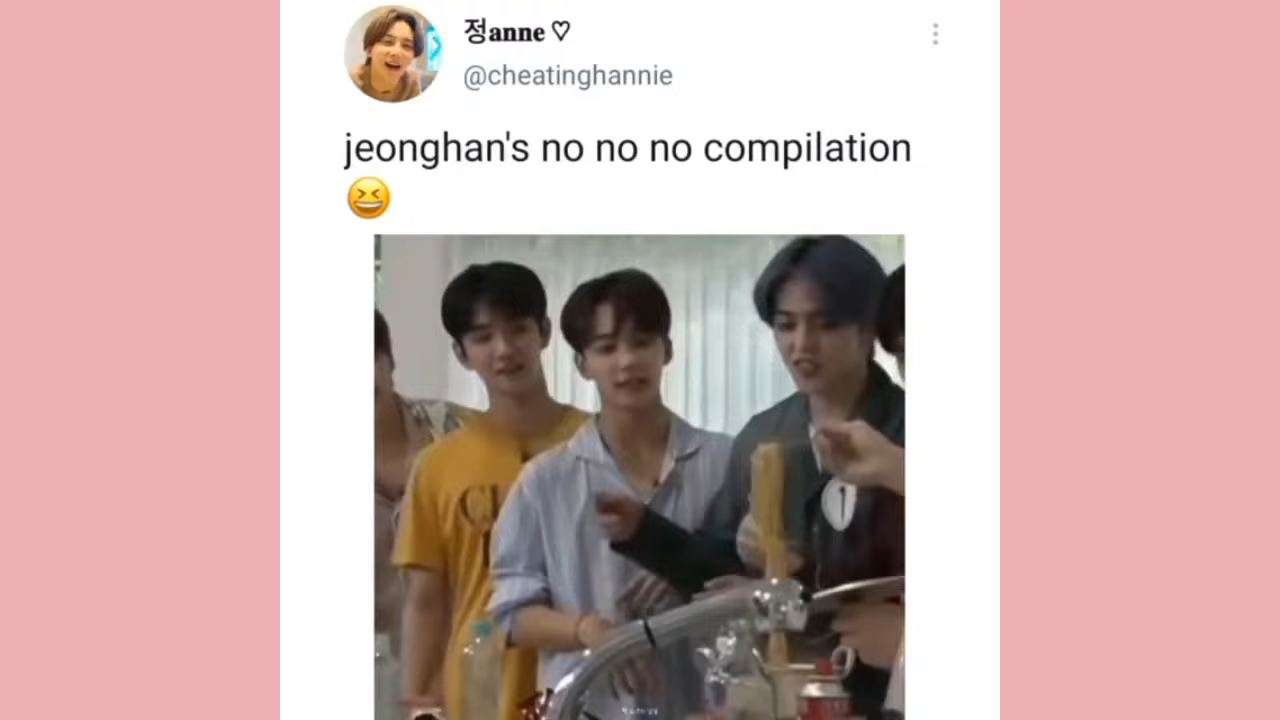 정anne ♡
@cheatinghannie
jeonghan's no no no compilation
😆